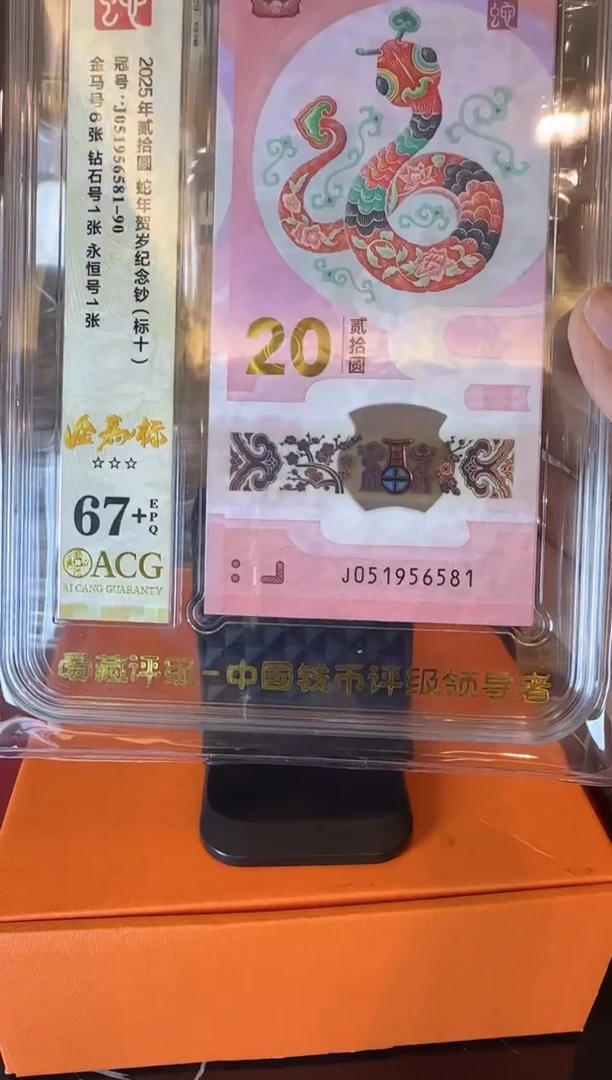 2025年贰拾圆 蛇年贺岁纪念钞(标十)
冠号:J051956581-90
金马号6张 钻石号1张 永恒号1张
金标
☆☆☆
67+EPQ
ACG
AI CANG GUARANTY
蛇
20
贰拾圆
J051956581
爱藏评级-中国钱币评级领导者